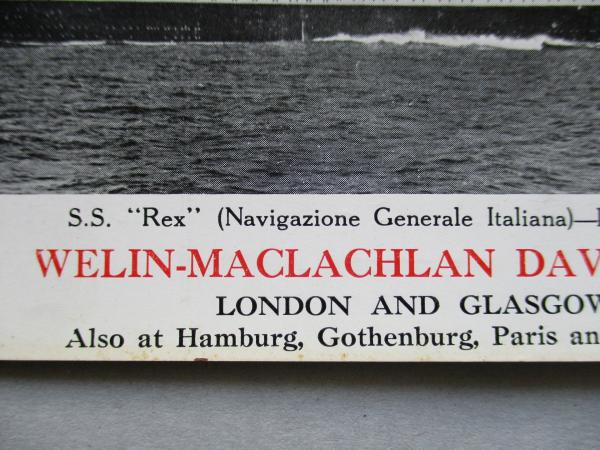 S.S. "Rex" (Navigazione Generale Italiana)—
WELIN-MACLACHLAN DAV
LONDON AND GLASGOW
Also at Hamburg, Gothenburg, Paris an